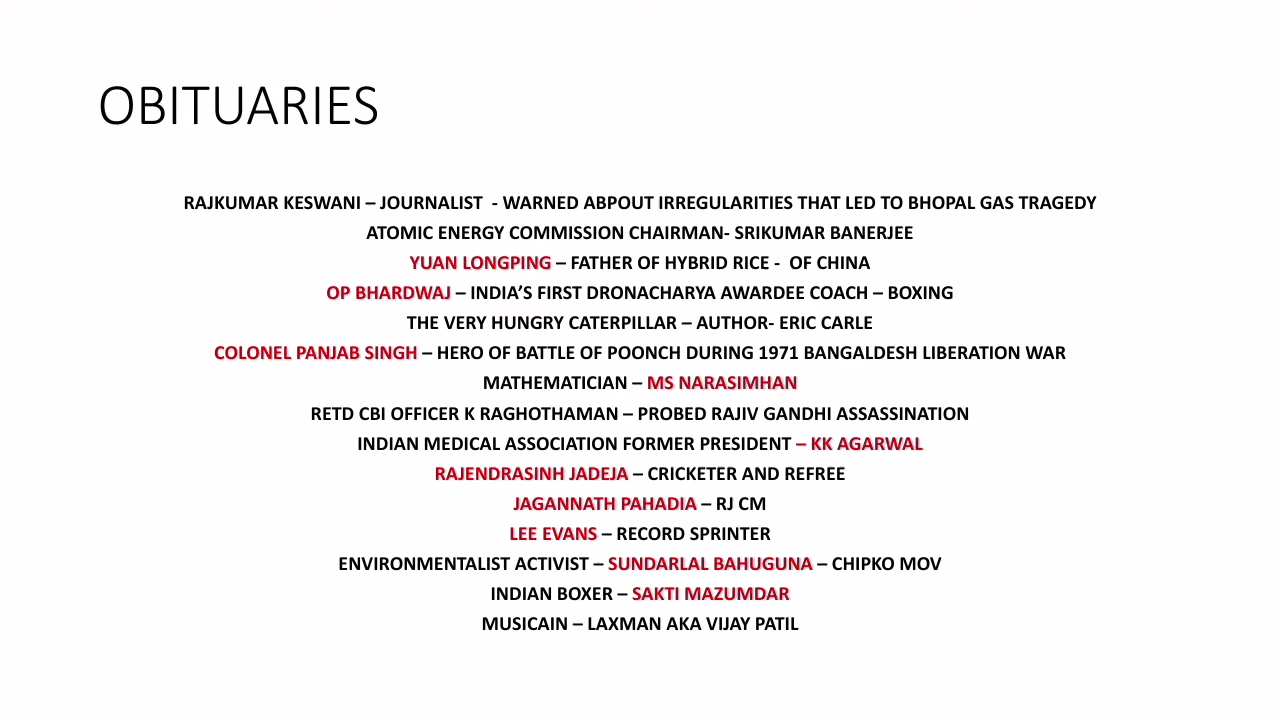 OBITUARIES
RAJKUMAR KESWANI – JOURNALIST - WARNED ABPOUT IRREGULARITIES THAT LED TO BHOPAL GAS TRAGEDY
ATOMIC ENERGY COMMISSION CHAIRMAN- SRIKUMAR BANERJEE
YUAN LONGPING – FATHER OF HYBRID RICE - OF CHINA
OP BHARDWAJ – INDIA’S FIRST DRONACHARYA AWARDEE COACH – BOXING
THE VERY HUNGRY CATERPILLAR – AUTHOR- ERIC CARLE
COLONEL PANJAB SINGH – HERO OF BATTLE OF POONCH DURING 1971 BANGALDESH LIBERATION WAR
MATHEMATICIAN – MS NARASIMHAN
RETD CBI OFFICER K RAGHOTHAMAN – PROBED RAJIV GANDHI ASSASSINATION
INDIAN MEDICAL ASSOCIATION FORMER PRESIDENT – KK AGARWAL
RAJENDRASINH JADEJA – CRICKETER AND REFREE
JAGANNATH PAHADIA – RJ CM
LEE EVANS – RECORD SPRINTER
ENVIRONMENTALIST ACTIVIST – SUNDARLAL BAHUGUNA – CHIPKO MOV
INDIAN BOXER – SAKTI MAZUMDAR
MUSICAIN – LAXMAN AKA VIJAY PATIL